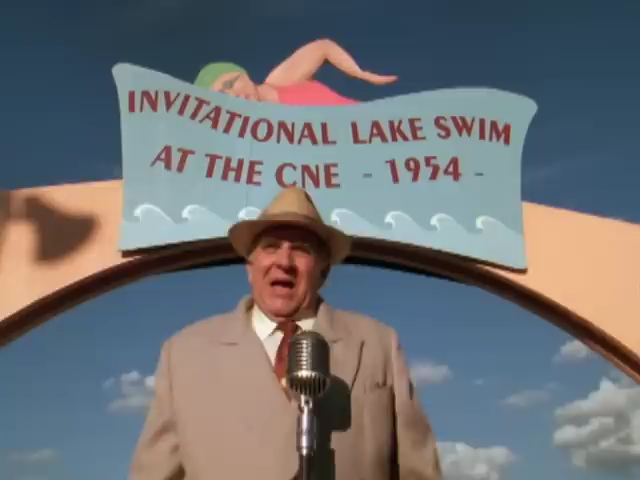 INVITATIONAL LAKE SWIM
AT THE CNE - 1954 -